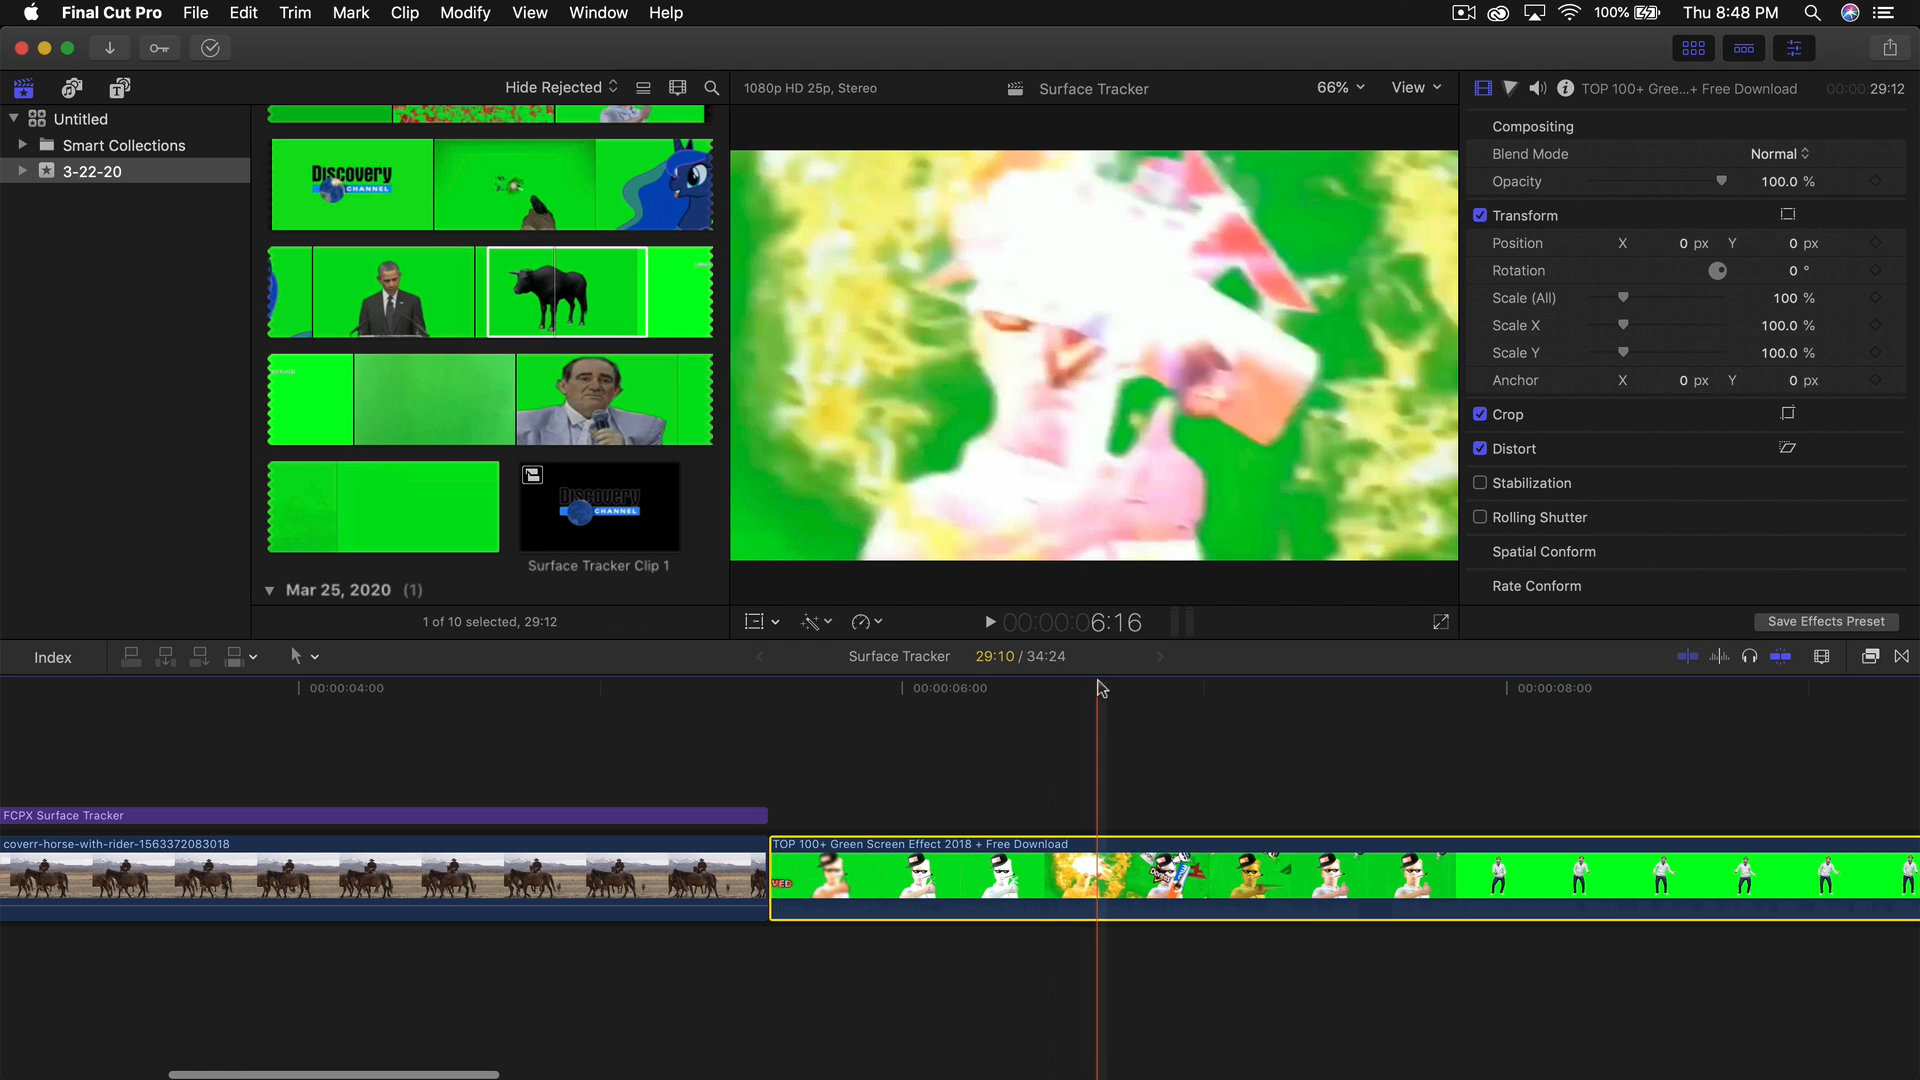 Final Cut Pro File Edit Trim Mark Clip Modify View Window Help 100% Thu 8:48 PM
Hide Rejected
1080p HD 25p, Stereo Surface Tracker 66% View
TOP 100+ Gree...+ Free Download 00:00:29:12
Untitled
Smart Collections
3-22-20
Discovery
CHANNEL
Discovery
CHANNEL
Surface Tracker Clip 1
Mar 25, 2020 (1)
1 of 10 selected, 29:12
00:00:06:16
Compositing
Blend Mode Normal
Opacity 100.0 %
Transform
Position X 0 px Y 0 px
Rotation 0 °
Scale (All) 100 %
Scale X 100.0 %
Scale Y 100.0 %
Anchor X 0 px Y 0 px
Crop
Distort
Stabilization
Rolling Shutter
Spatial Conform
Rate Conform
Save Effects Preset
Index Surface Tracker 29:10 / 34:24
00:00:04:00 00:00:06:00 00:00:08:00
FCPX Surface Tracker
coverr-horse-with-rider-1563372083018 TOP 100+ Green Screen Effect 2018 + Free Download
VED
Doritos